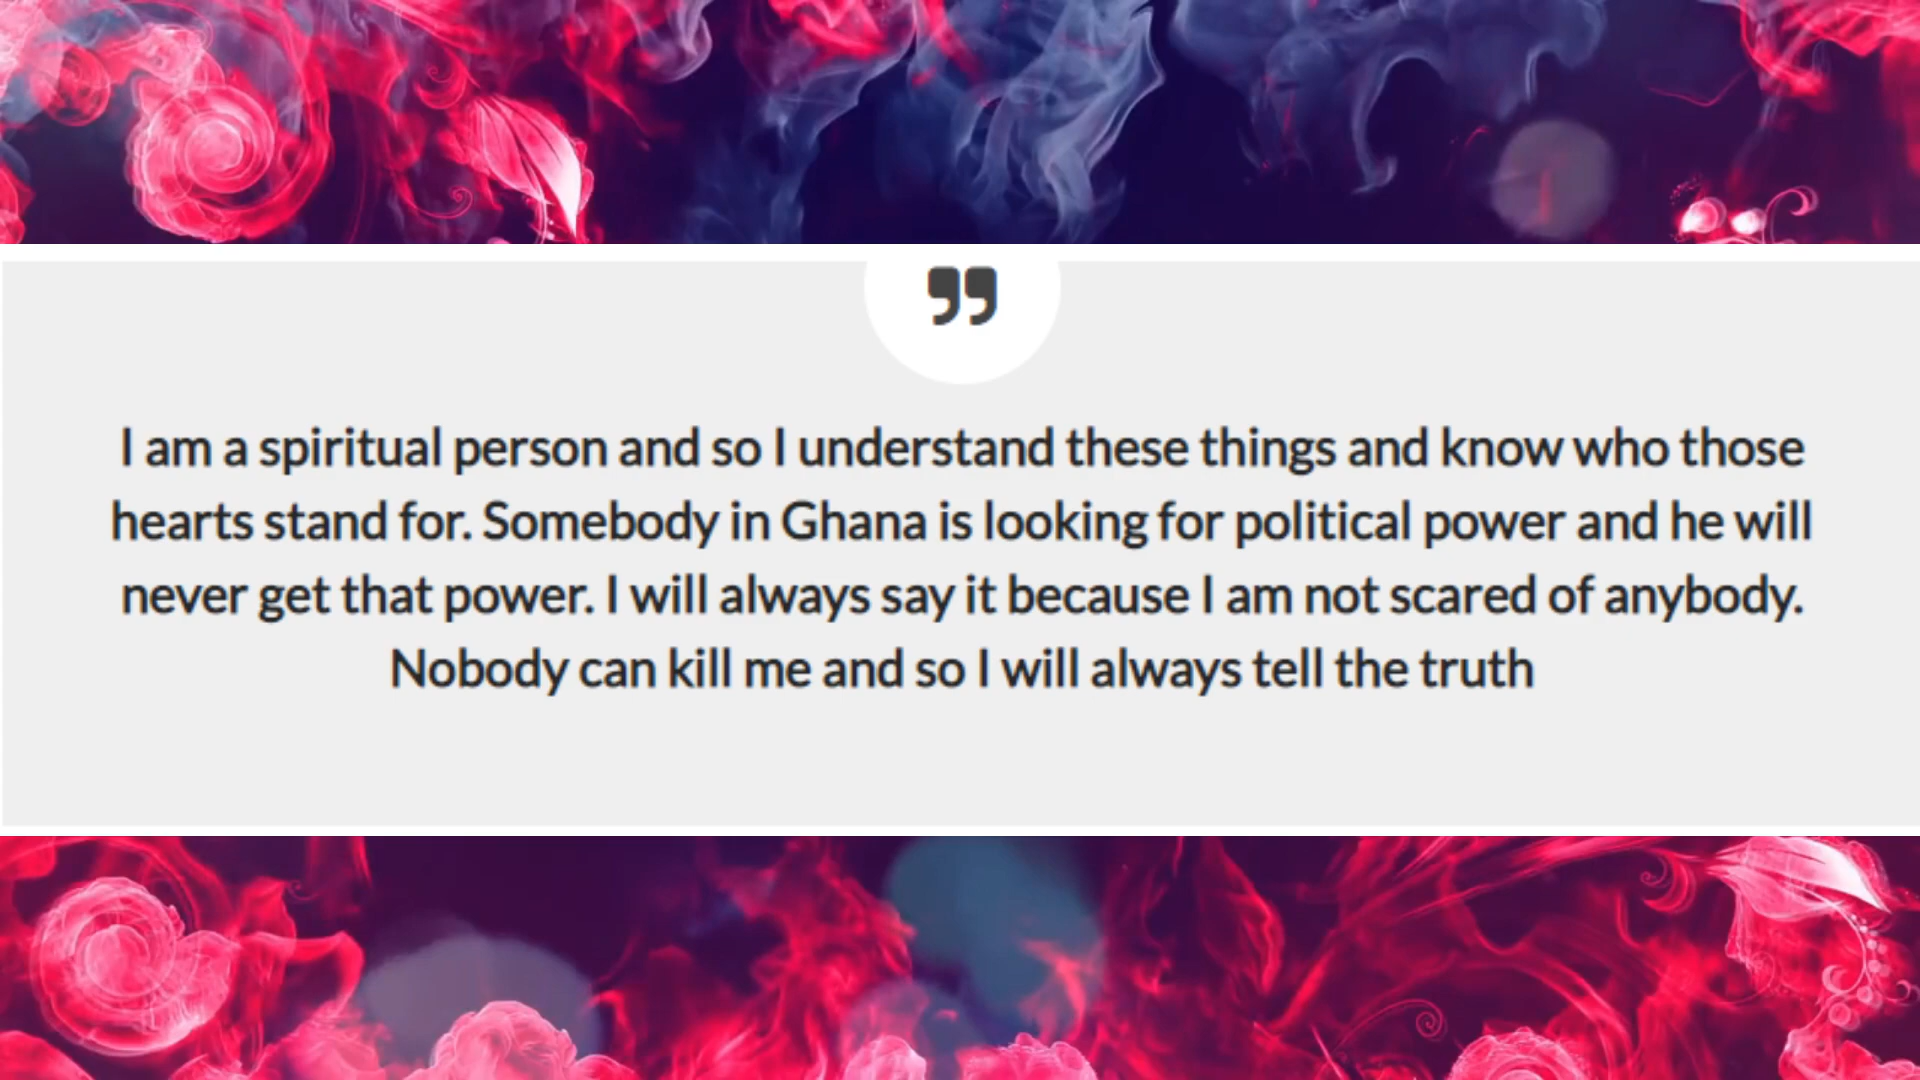 ”
I am a spiritual person and so I understand these things and know who those
hearts stand for. Somebody in Ghana is looking for political power and he will
never get that power. I will always say it because I am not scared of anybody.
Nobody can kill me and so I will always tell the truth